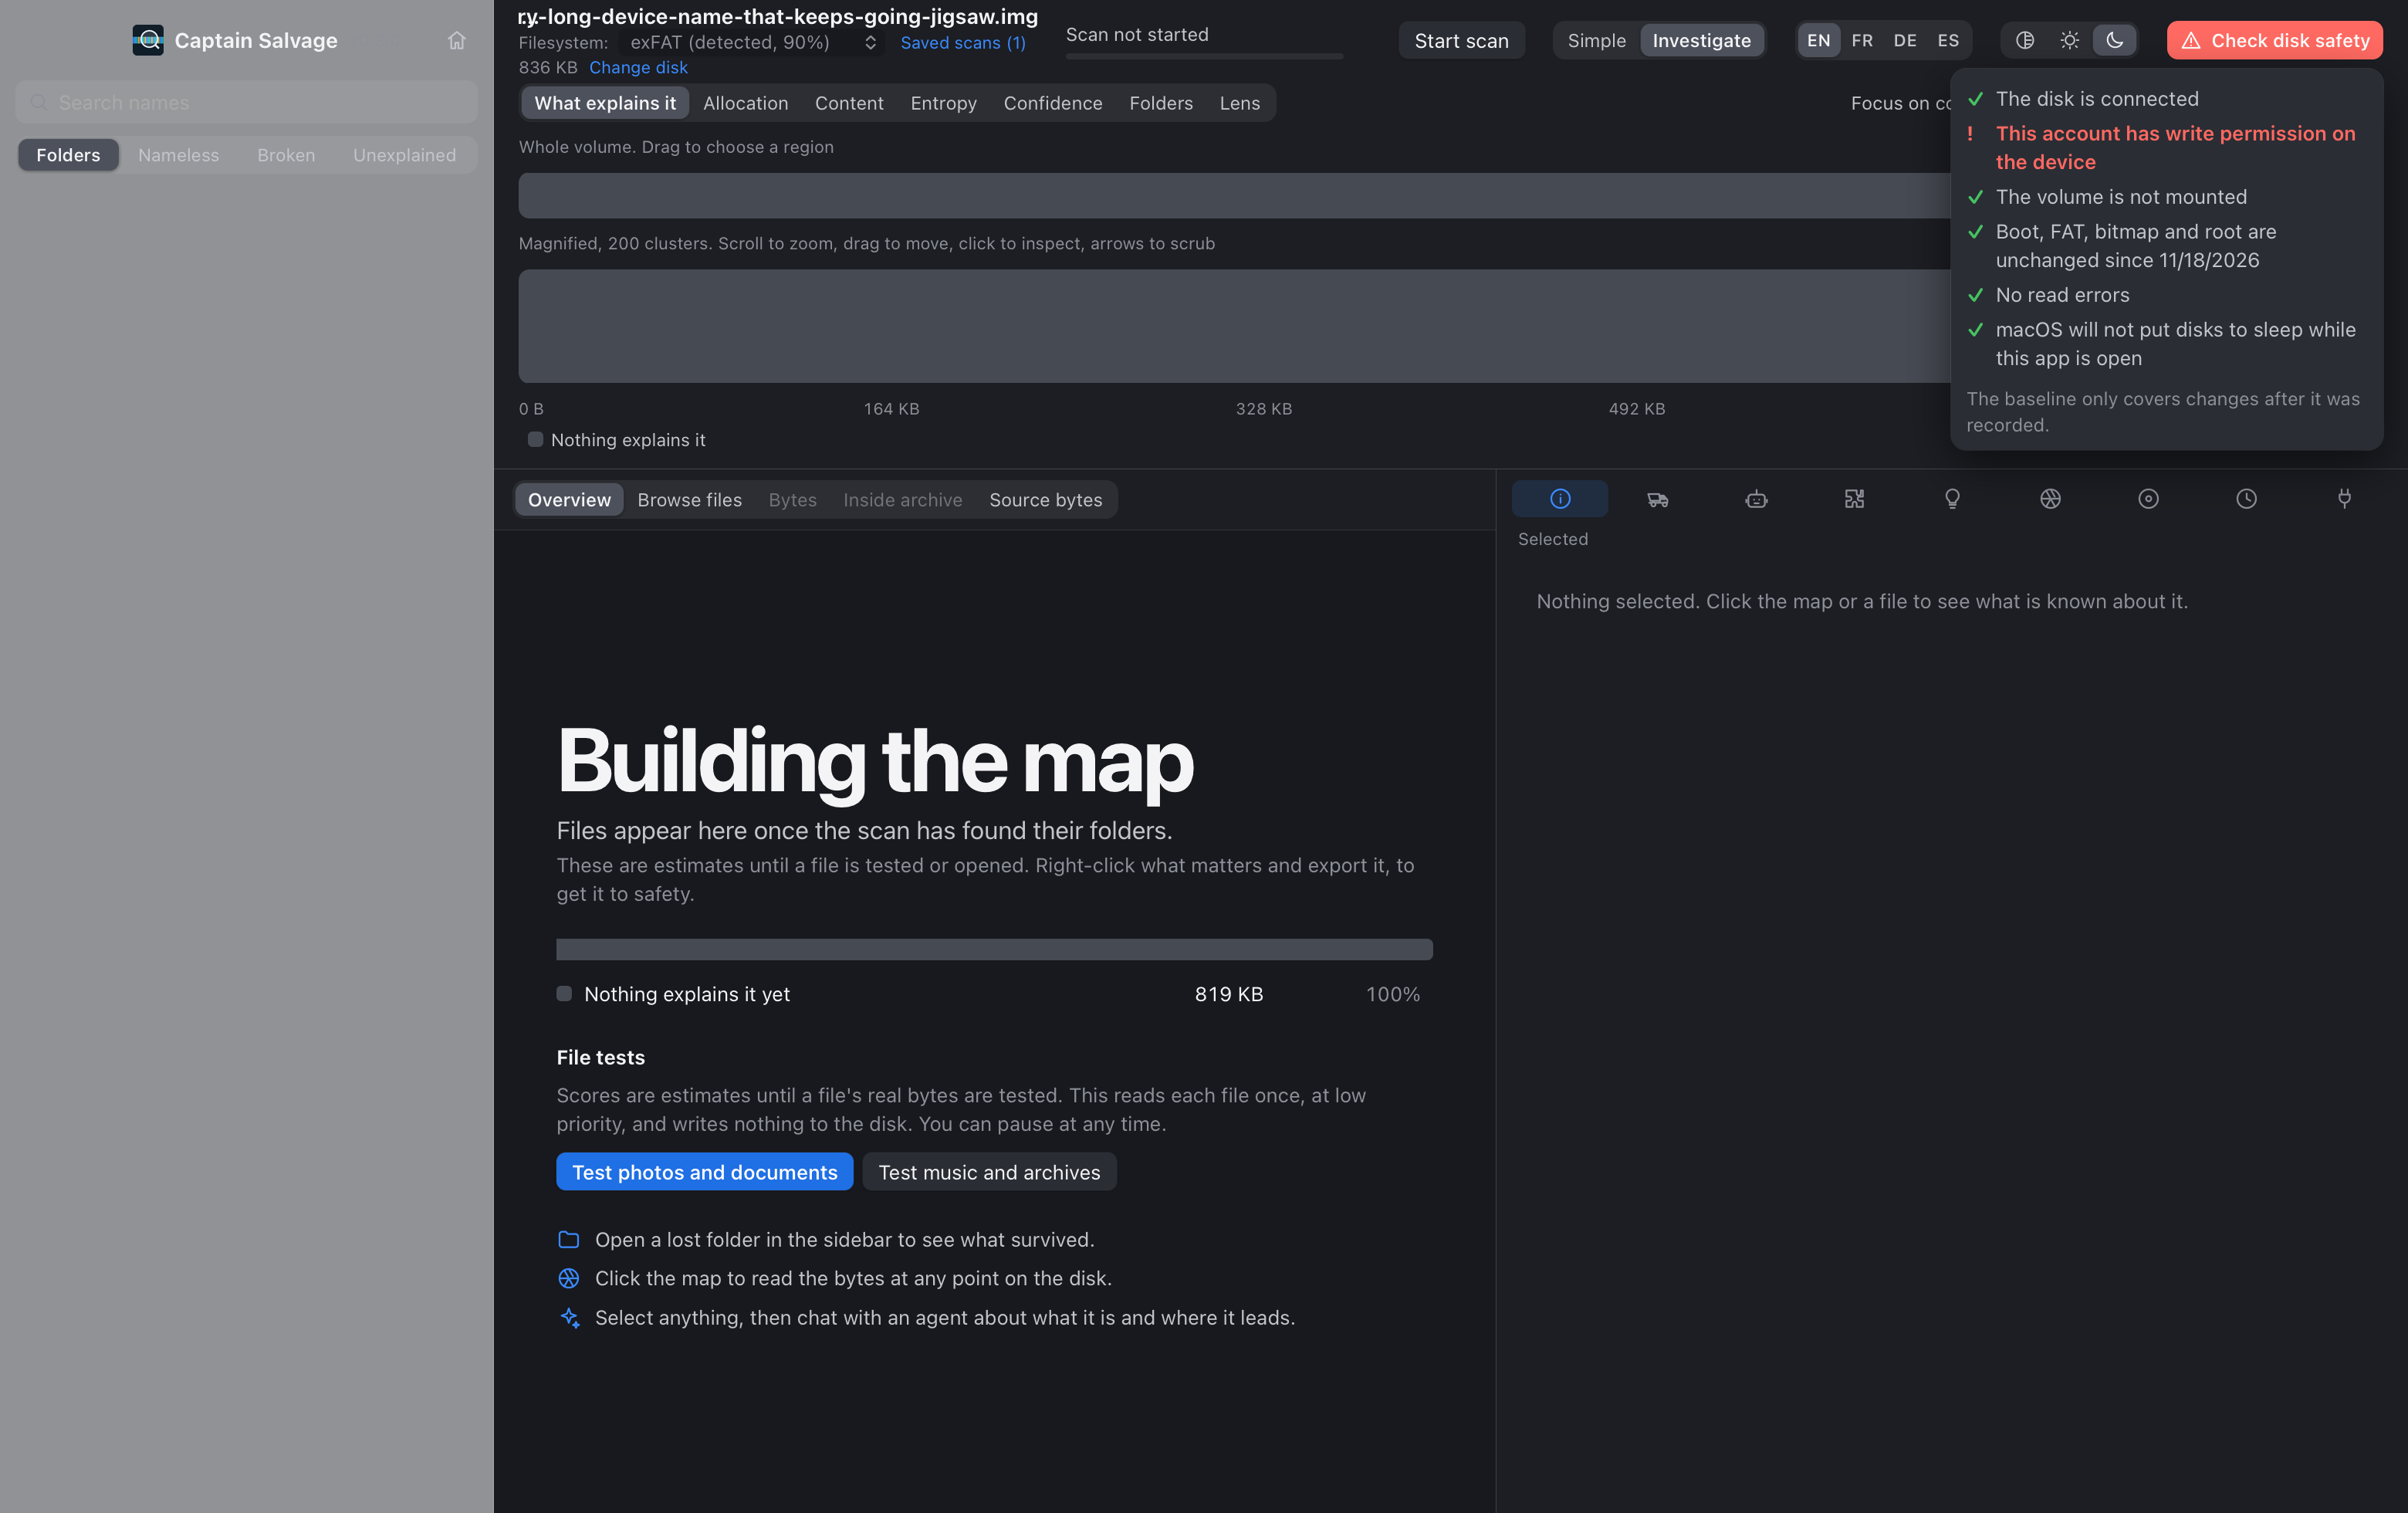 Captain Salvage
Search names
Folders Nameless Broken Unexplained
ry-long-device-name-that-keeps-going-jigsaw.img
Filesystem: exFAT (detected, 90%) Saved scans (1)
836 KB Change disk
Scan not started
Start scan
Simple Investigate
EN FR DE ES
Check disk safety
What explains it Allocation Content Entropy Confidence Folders Lens
Focus on
Whole volume. Drag to choose a region
Magnified, 200 clusters. Scroll to zoom, drag to move, click to inspect, arrows to scrub
0 B 164 KB 328 KB 492 KB
Nothing explains it
The disk is connected
! This account has write permission on
the device
The volume is not mounted
Boot, FAT, bitmap and root are
unchanged since 11/18/2026
No read errors
macOS will not put disks to sleep while
this app is open
The baseline only covers changes after it was
recorded.
Overview Browse files Bytes Inside archive Source bytes
Selected
Nothing selected. Click the map or a file to see what is known about it.
Building the map
Files appear here once the scan has found their folders.
These are estimates until a file is tested or opened. Right-click what matters and export it, to
get it to safety.
Nothing explains it yet 819 KB 100%
File tests
Scores are estimates until a file's real bytes are tested. This reads each file once, at low
priority, and writes nothing to the disk. You can pause at any time.
Test photos and documents Test music and archives
Open a lost folder in the sidebar to see what survived.
Click the map to read the bytes at any point on the disk.
Select anything, then chat with an agent about what it is and where it leads.